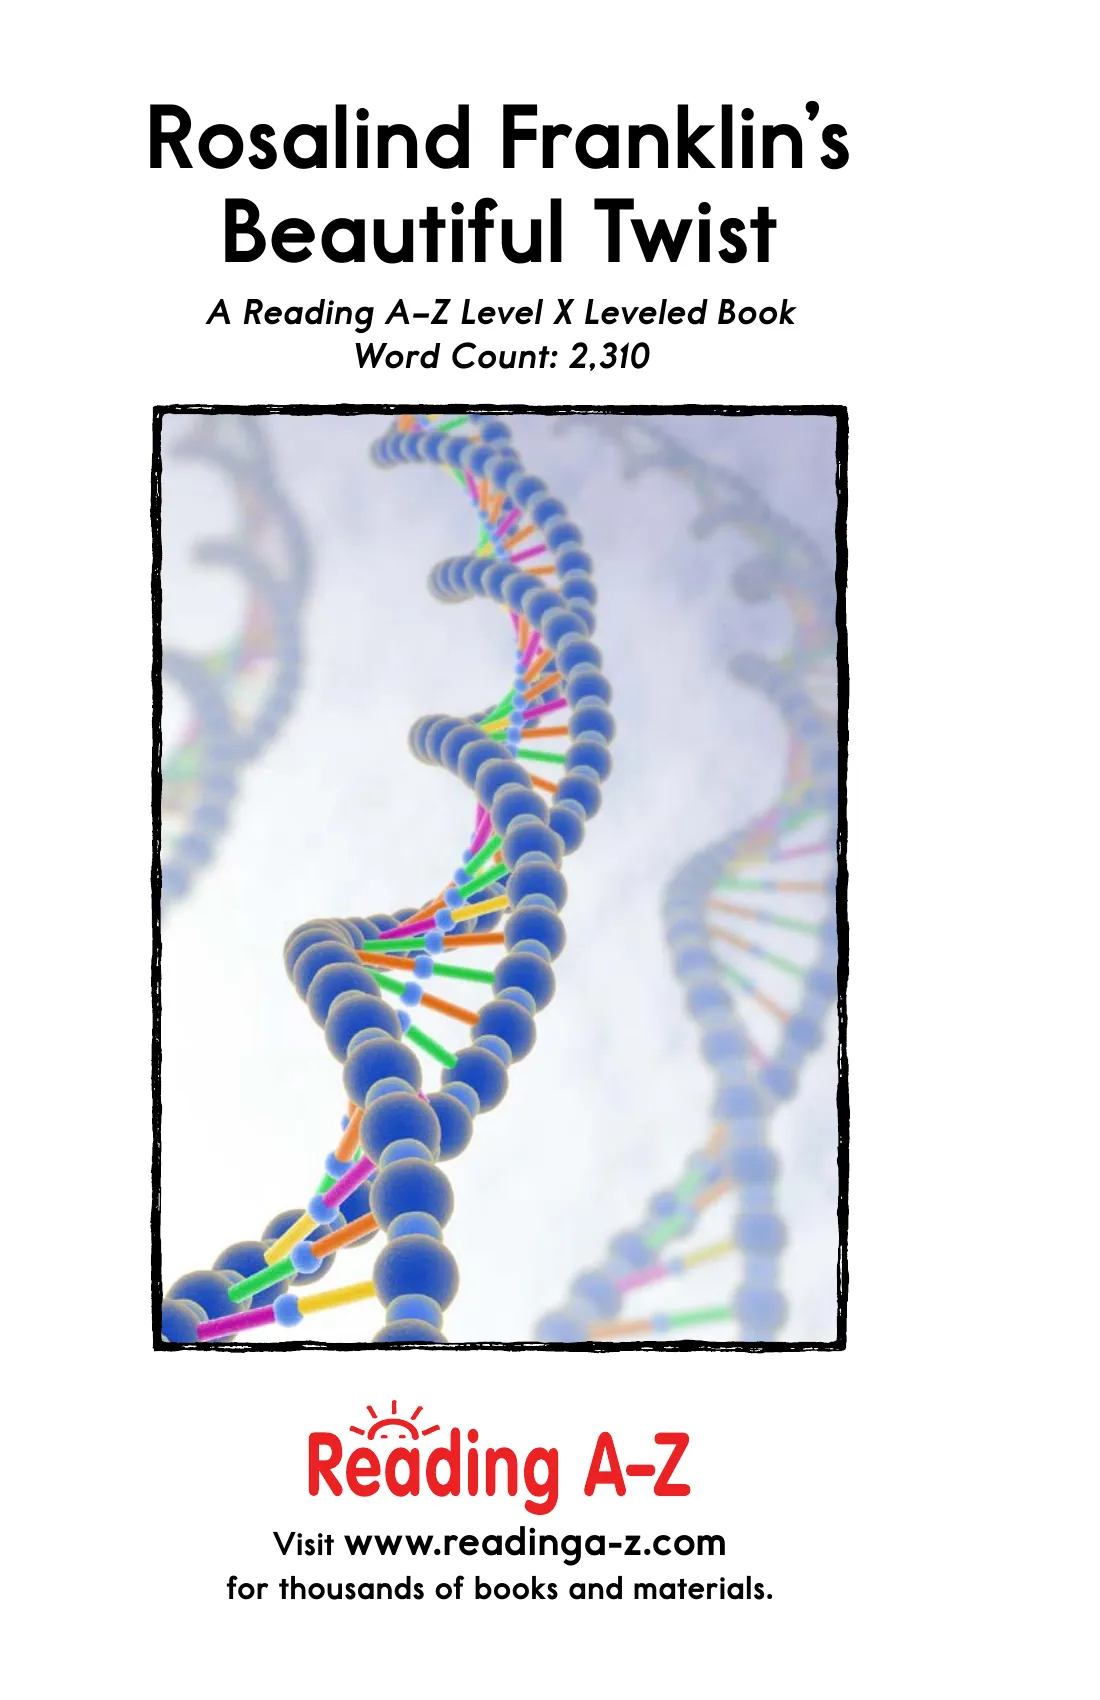 Rosalind Franklin’s
Beautiful Twist
A Reading A–Z Level X Leveled Book
Word Count: 2,310
Reading A–Z
Visit www.readinga-z.com
for thousands of books and materials.